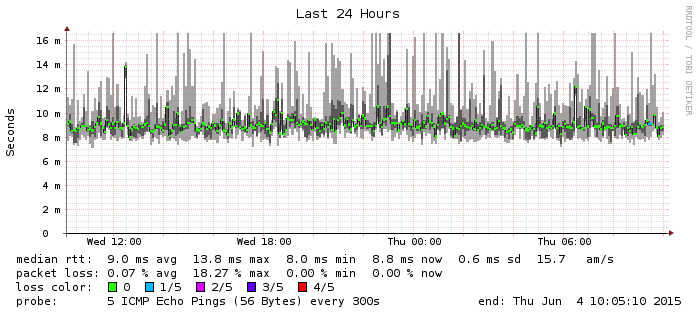 Last 24 Hours
RRDTOOL / TOBI OETIKER
Seconds
16 m
14 m
12 m
10 m
8 m
6 m
4 m
2 m
0
Wed 12:00 Wed 18:00 Thu 00:00 Thu 06:00
median rtt: 9.0 ms avg 13.8 ms max 8.0 ms min 8.8 ms now 0.6 ms sd 15.7 am/s
packet loss: 0.07 % avg 18.27 % max 0.00 % min 0.00 % now
loss color: 0 1/5 2/5 3/5 4/5
probe: 5 ICMP Echo Pings (56 Bytes) every 300s end: Thu Jun 4 10:05:10 2015